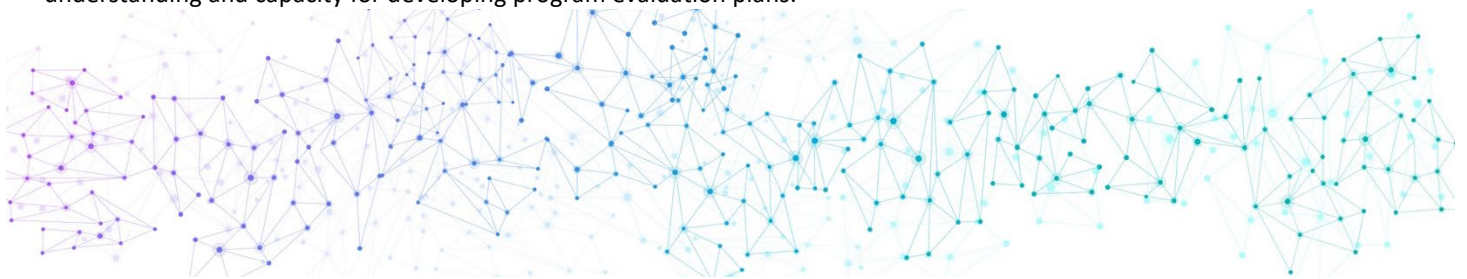 understanding and capacity for developing program evaluation plans.